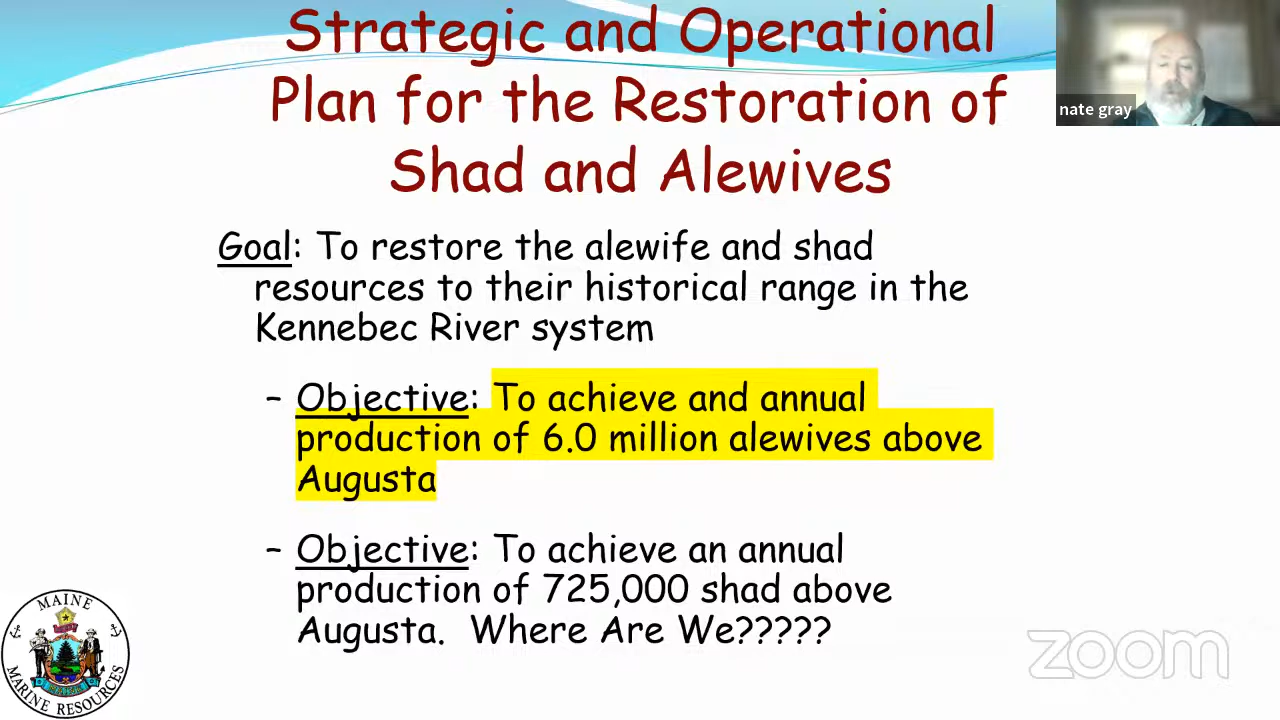 Strategic and Operational
Plan for the Restoration of
Shad and Alewives
nate gray
Goal: To restore the alewife and shad
resources to their historical range in the
Kennebec River system
– Objective: To achieve and annual
production of 6.0 million alewives above
Augusta
– Objective: To achieve an annual
production of 725,000 shad above
Augusta. Where Are We?????
MAINE
MARINE RESOURCES
zoom